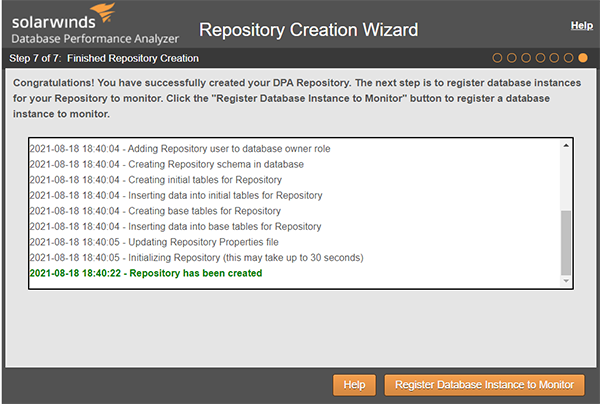 solarwinds
Database Performance Analyzer
Repository Creation Wizard
Help
Step 7 of 7: Finished Repository Creation
Congratulations! You have successfully created your DPA Repository. The next step is to register database instances
for your Repository to monitor. Click the "Register Database Instance to Monitor" button to register a database
instance to monitor.
2021-08-18 18:40:04 - Adding Repository user to database owner role
2021-08-18 18:40:04 - Creating Repository schema in database
2021-08-18 18:40:04 - Creating initial tables for Repository
2021-08-18 18:40:04 - Inserting data into initial tables for Repository
2021-08-18 18:40:04 - Creating base tables for Repository
2021-08-18 18:40:04 - Inserting data into base tables for Repository
2021-08-18 18:40:05 - Updating Repository Properties file
2021-08-18 18:40:05 - Initializing Repository (this may take up to 30 seconds)
2021-08-18 18:40:22 - Repository has been created
Help
Register Database Instance to Monitor